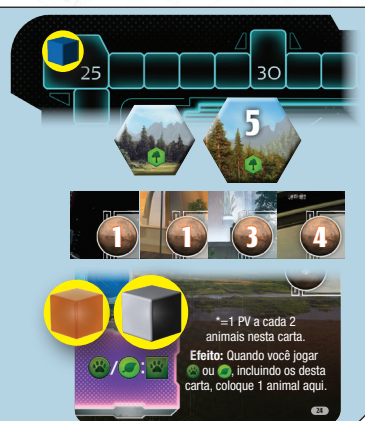 25
30
5
1 1 3 4
*=1 PV a cada 2
animais nesta carta.
Efeito: Quando você jogar
ou , incluindo os desta
carta, coloque 1 animal aqui.
24